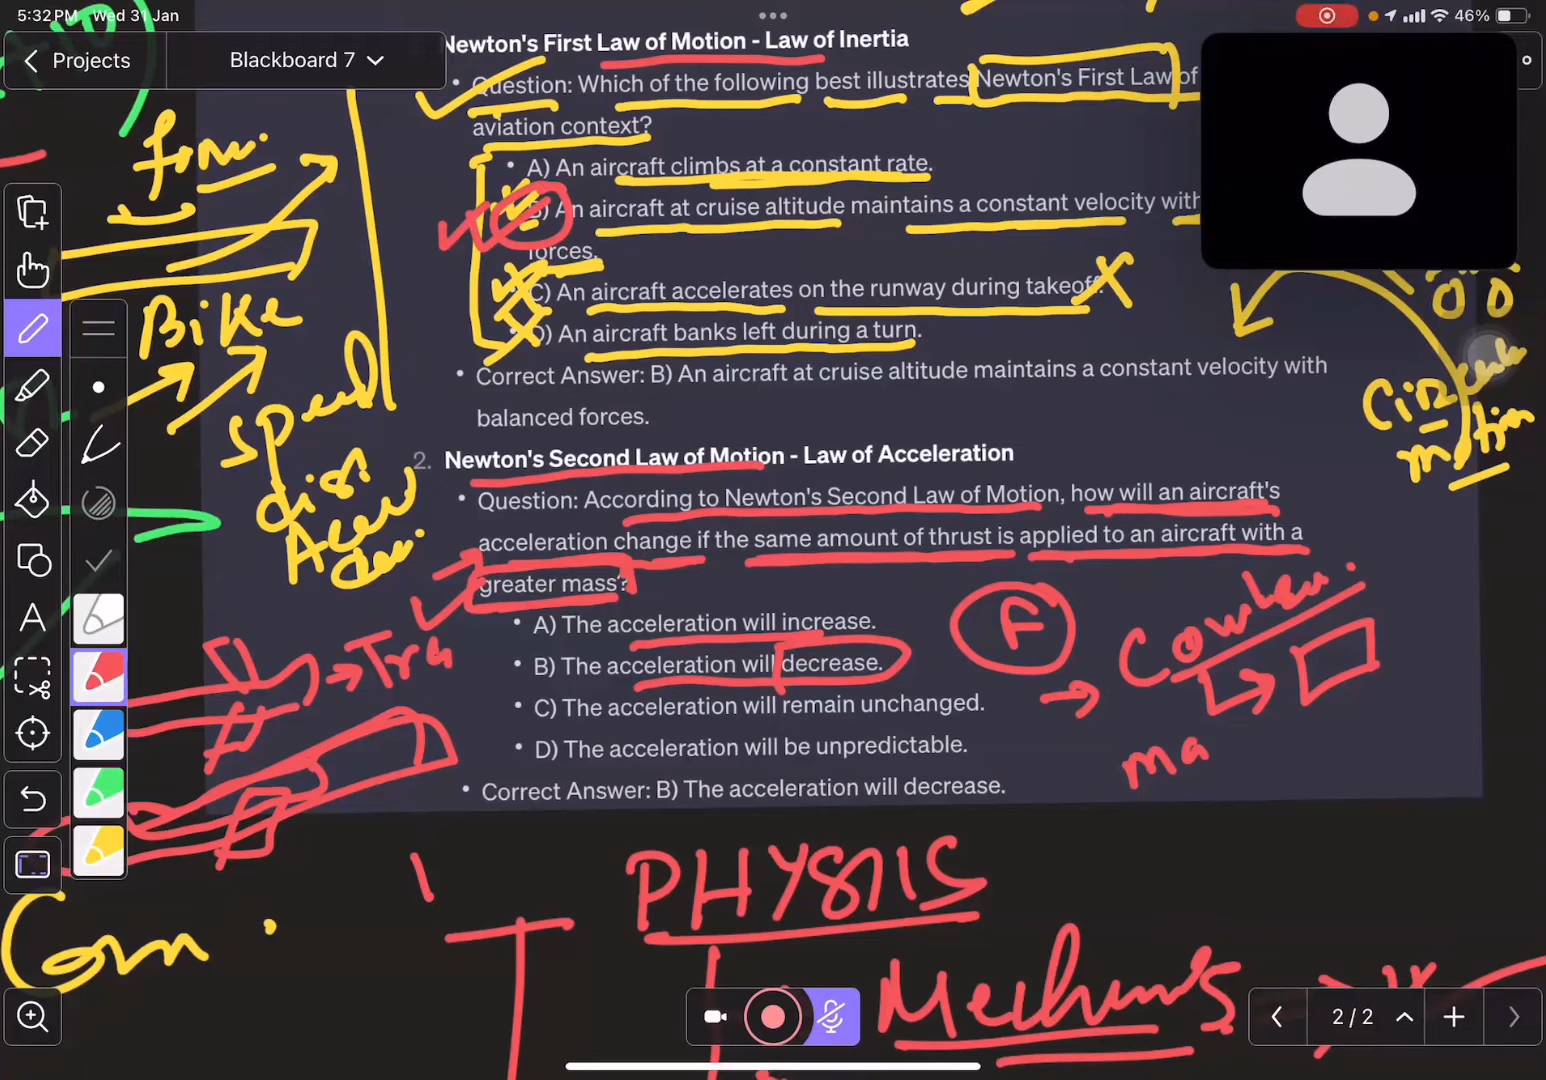 5:32 PM Wed 31 Jan
46%
Projects
Blackboard 7
Newton's First Law of Motion - Law of Inertia
Question: Which of the following best illustrates Newton's First Law of
aviation context?
A) An aircraft climbs at a constant rate.
B) An aircraft at cruise altitude maintains a constant velocity with
forces.
C) An aircraft accelerates on the runway during takeoff.
D) An aircraft banks left during a turn.
Correct Answer: B) An aircraft at cruise altitude maintains a constant velocity with
balanced forces.
2. Newton's Second Law of Motion - Law of Acceleration
Question: According to Newton's Second Law of Motion, how will an aircraft's
acceleration change if the same amount of thrust is applied to an aircraft with a
greater mass?
A) The acceleration will increase.
B) The acceleration will decrease.
C) The acceleration will remain unchanged.
D) The acceleration will be unpredictable.
Correct Answer: B) The acceleration will decrease.
Bike
Speed
F
ma
A
2 / 2